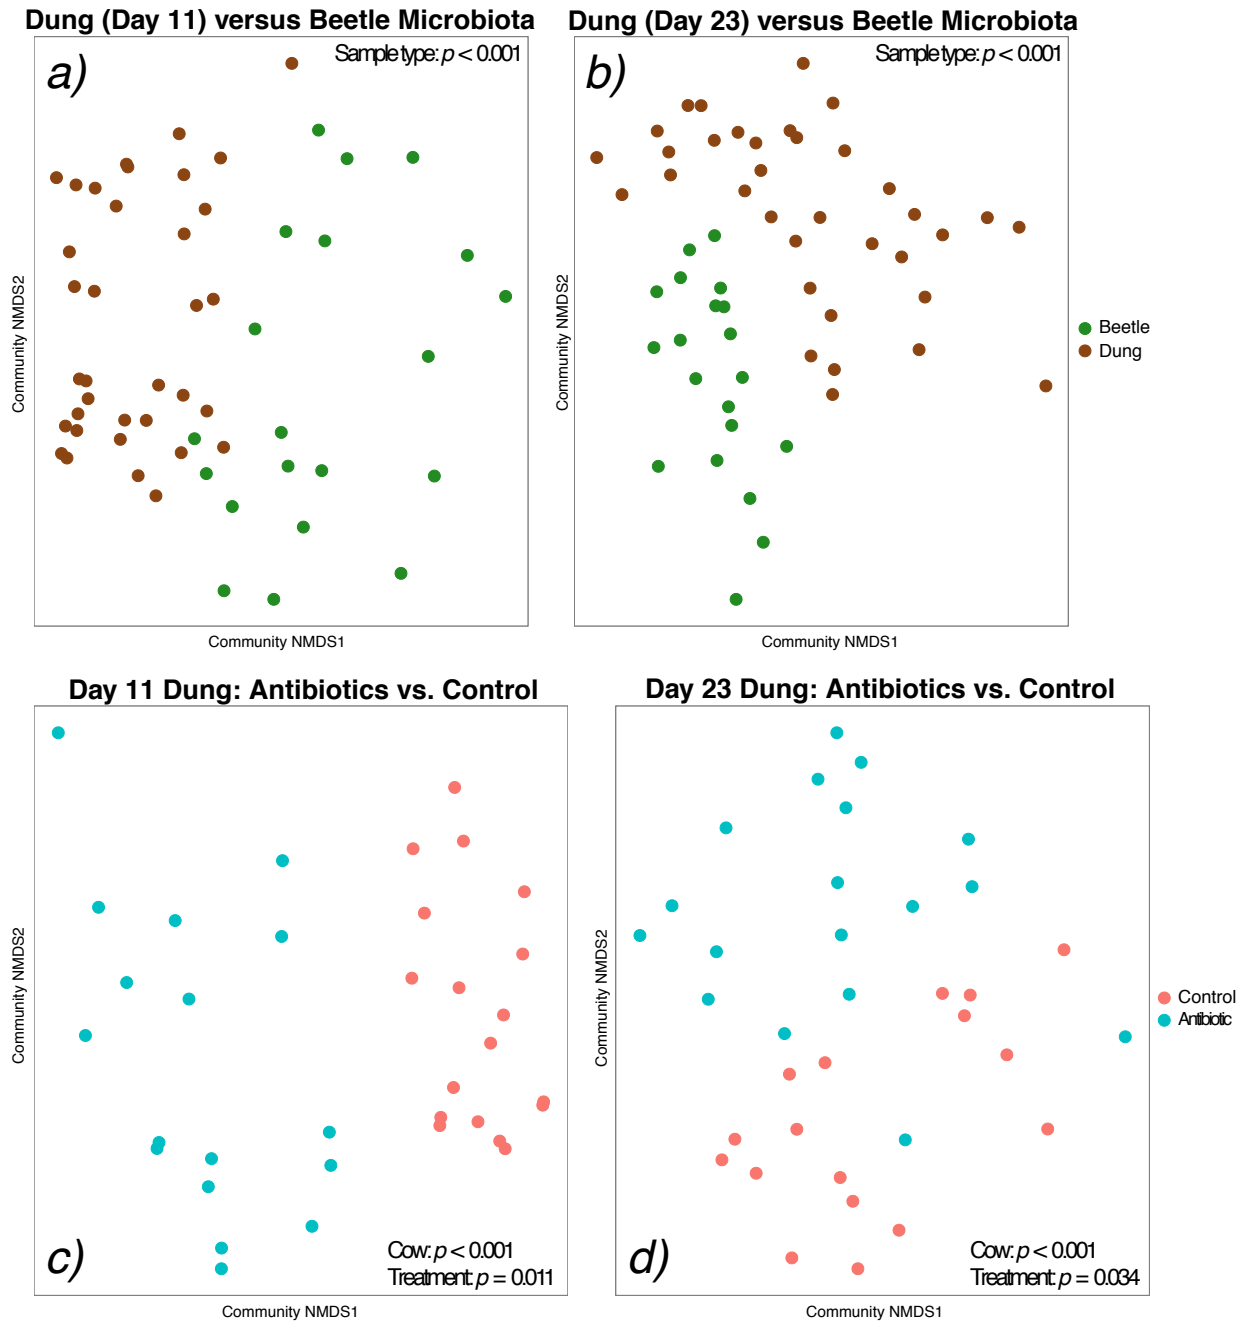 Dung (Day 11) versus Beetle Microbiota
a)
Sample type: p < 0.001
Community NMDS2
Community NMDS1
Dung (Day 23) versus Beetle Microbiota
b)
Sample type: p < 0.001
Community NMDS2
Community NMDS1
Beetle
Dung
Day 11 Dung: Antibiotics vs. Control
Community NMDS2
c)
Cow: p < 0.001
Treatment: p = 0.011
Community NMDS1
Day 23 Dung: Antibiotics vs. Control
Community NMDS2
d)
Cow: p < 0.001
Treatment: p = 0.034
Community NMDS1
Control
Antibiotic